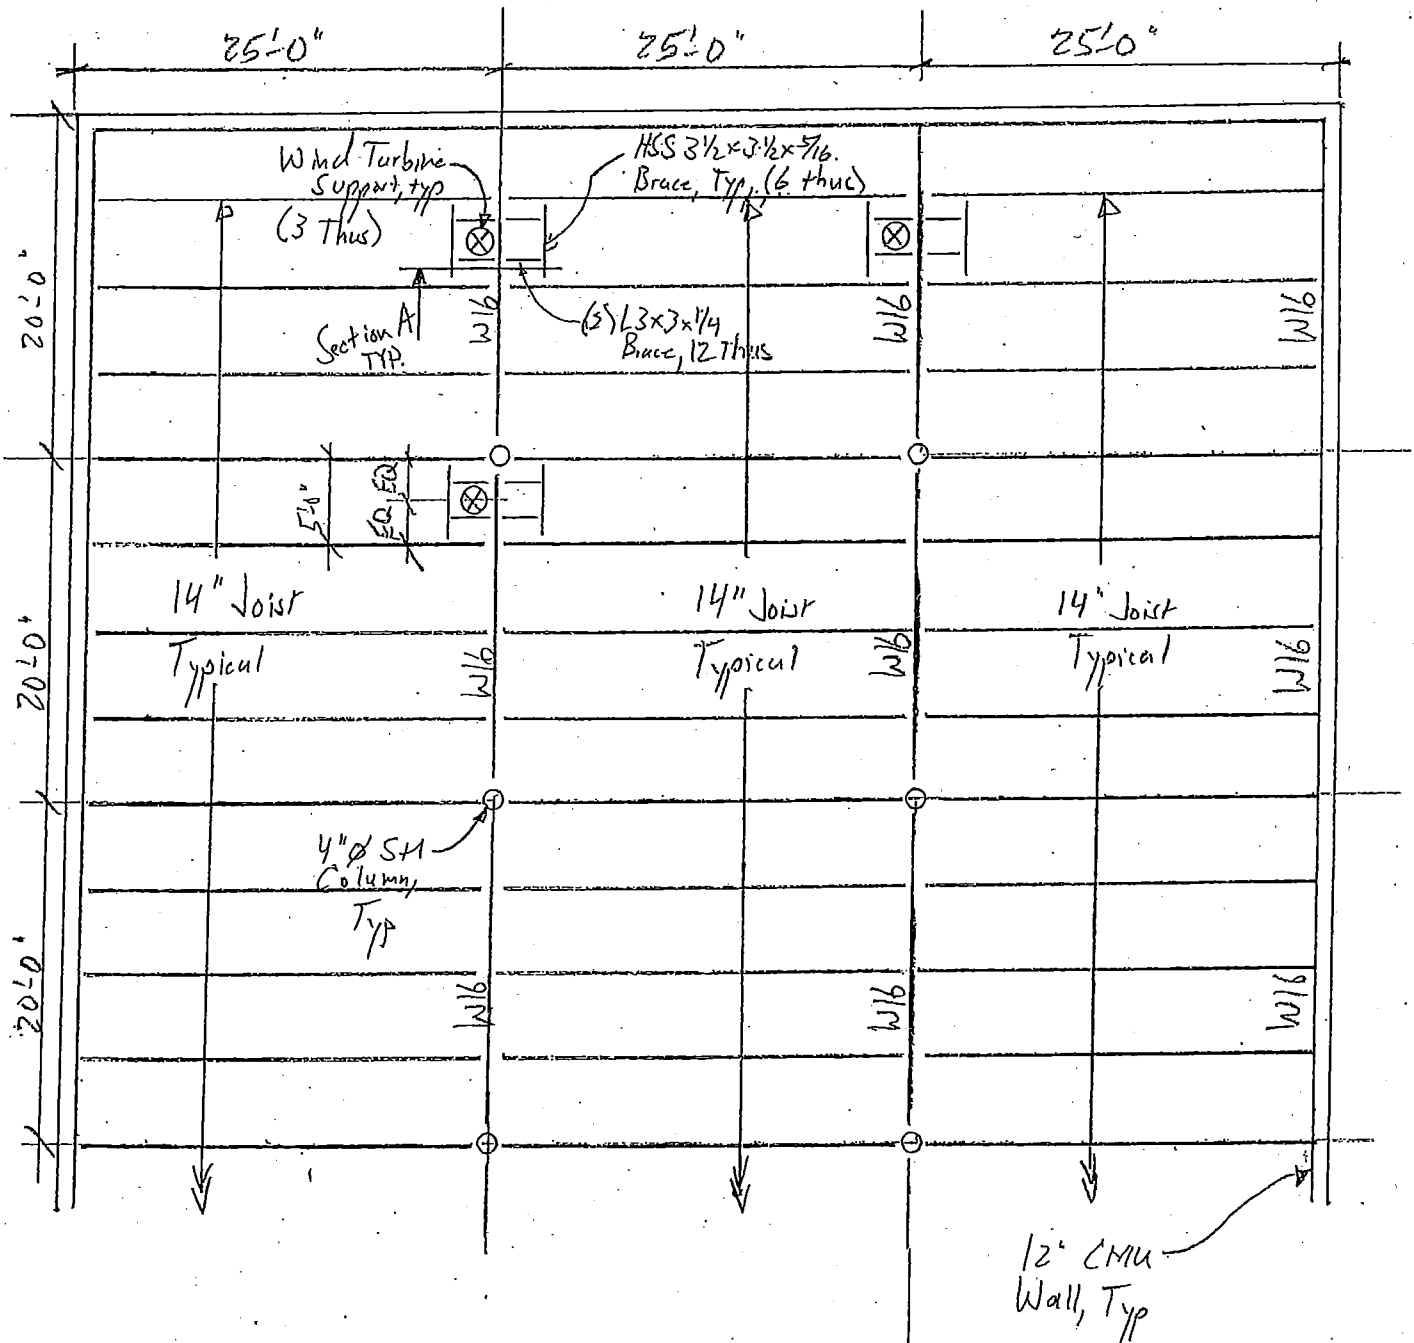 25'-0"
25'-0"
25'-0"
Wind Turbine
Support, typ
(3 Thus)
HSS 3½x3½x5/16
Brace, Typ, (6 thus)
20'-0"
Section A
TYP.
W16
(2) L3x3x1/4
Brace, 12 Thus
W16
W16
5'-0"
EQ EQ
14" Joist
Typical
14" Joist
Typical
14" Joist
Typical
20'-0"
W16
W16
W16
4"ø
Column,
Typ
20'-0"
W16
W16
W16
12" CMU
Wall, Typ